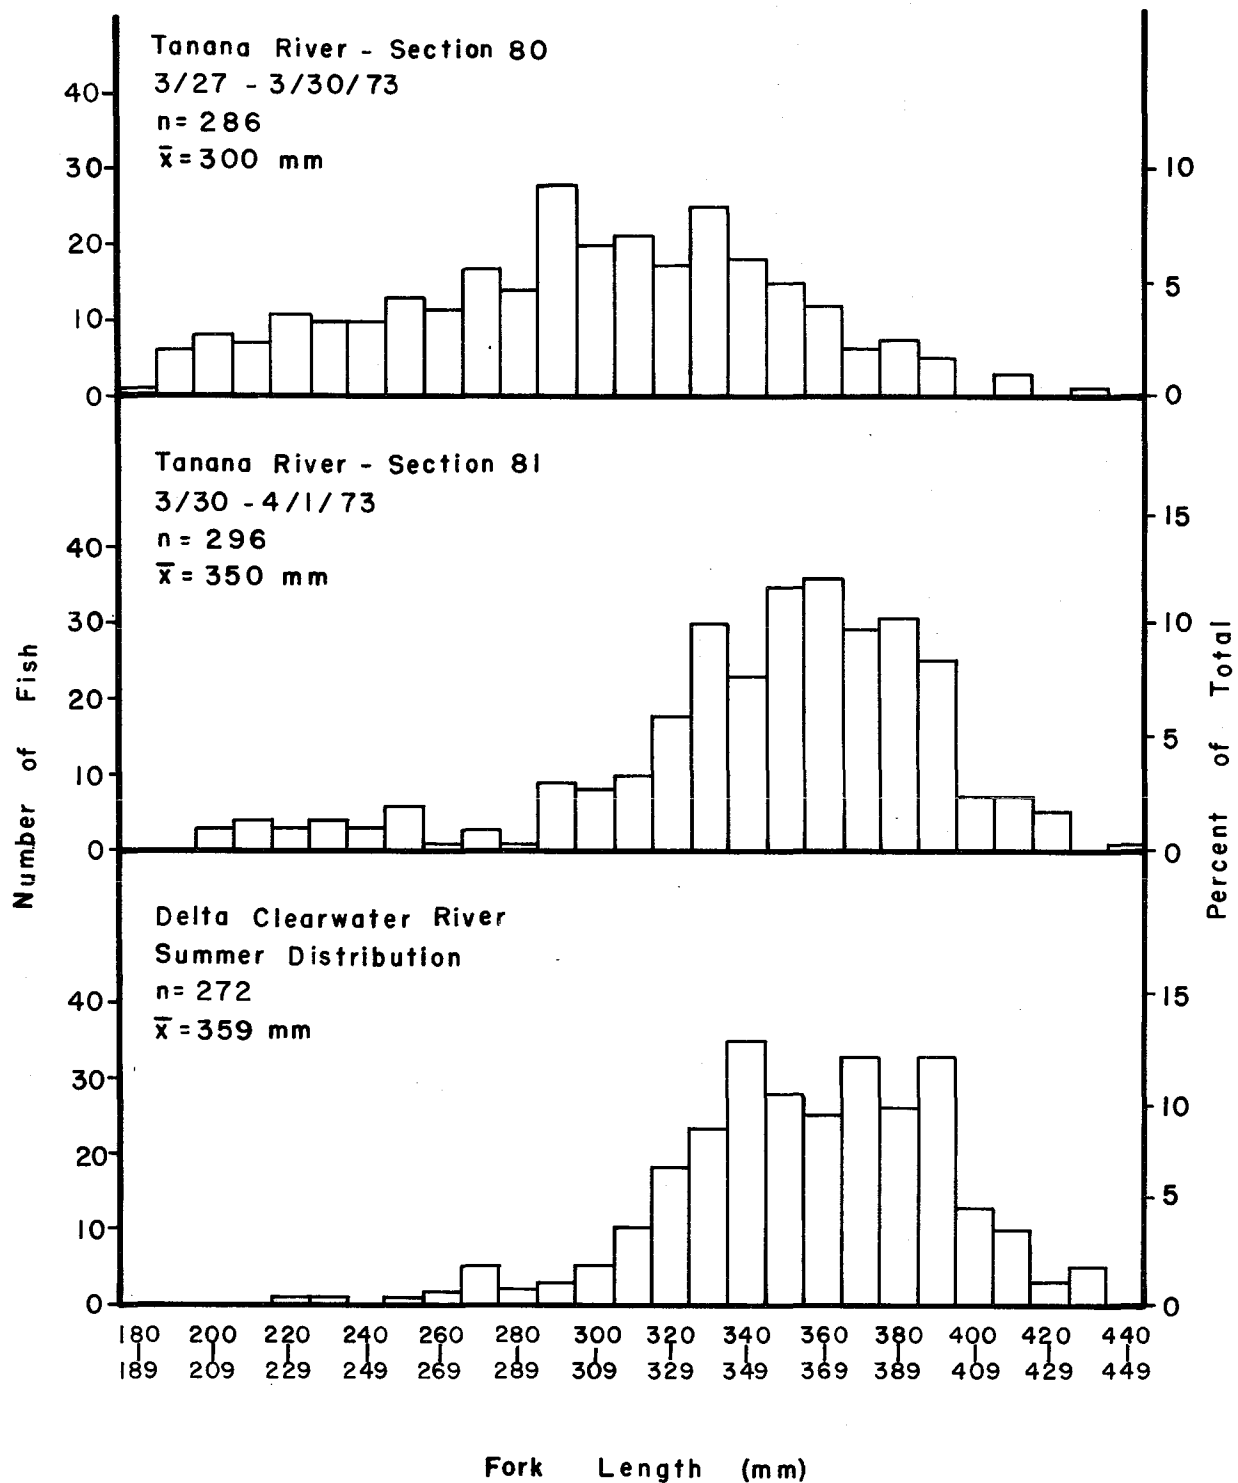 Tanana River - Section 80
3/27 - 3/30/73
n= 286
x̄=300 mm
40
30
20
10
0
10
5
0
Tanana River - Section 81
3/30 - 4/1/73
n= 296
x̄= 350 mm
40
30
20
10
0
15
10
5
0
Number of Fish
Percent of Total
Delta Clearwater River
Summer Distribution
n= 272
x̄=359 mm
40
30
20
10
0
15
10
5
0
180 200 220 240 260 280 300 320 340 360 380 400 420 440
189 209 229 249 269 289 309 329 349 369 389 409 429 449
Fork Length (mm)